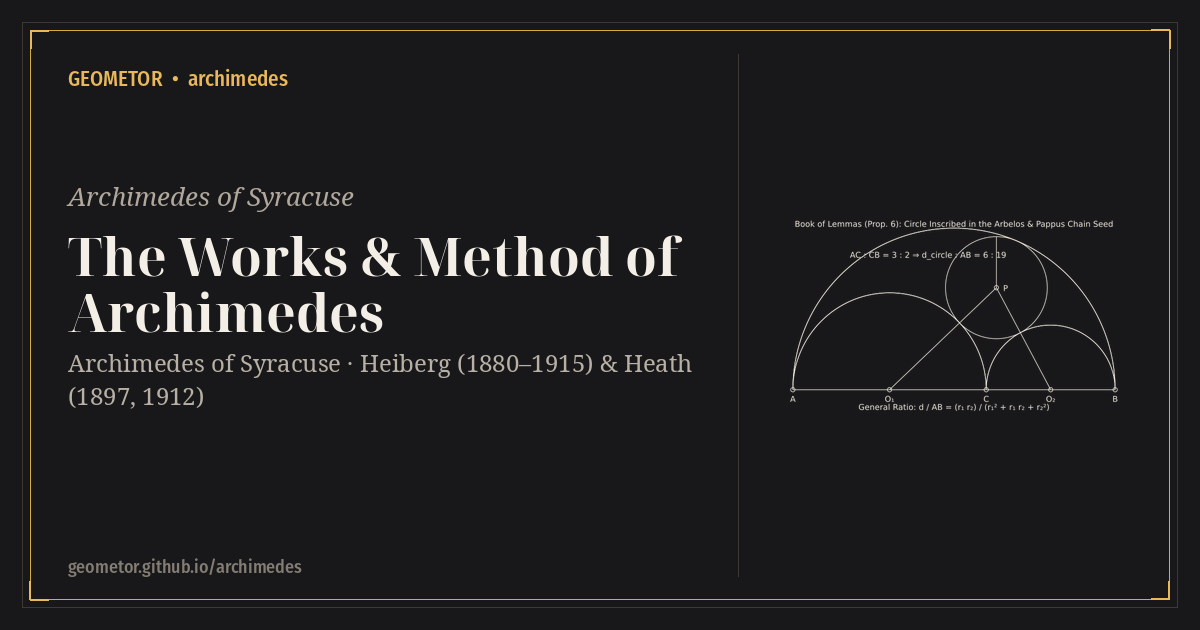 GEOMETOR • archimedes
Archimedes of Syracuse
The Works & Method of
Archimedes
Archimedes of Syracuse · Heiberg (1880–1915) & Heath
(1897, 1912)
geometor.github.io/archimedes
Book of Lemmas (Prop. 6): Circle Inscribed in the Arbelos & Pappus Chain Seed
AC : CB = 3 : 2 ⇒ d_circle : AB = 6 : 19
P
A O₁ C O₂ B
General Ratio: d / AB = (r₁ r₂) / (r₁² + r₁ r₂ + r₂²)